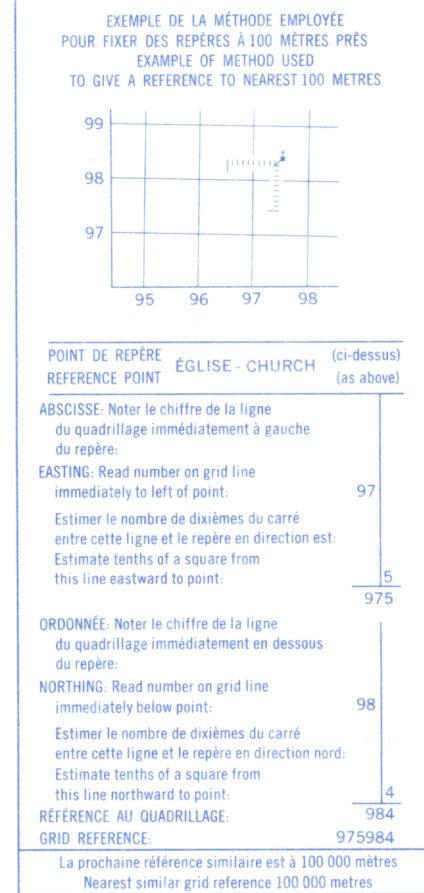 EXEMPLE DE LA MÉTHODE EMPLOYÉE
POUR FIXER DES REPÈRES À 100 MÈTRES PRÈS
EXAMPLE OF METHOD USED
TO GIVE A REFERENCE TO NEAREST 100 METRES
99
98
97
95 96 97 98
POINT DE REPÈRE
REFERENCE POINT
ÉGLISE - CHURCH
(ci-dessus)
(as above)
ABSCISSE: Noter le chiffre de la ligne
du quadrillage immédiatement à gauche
du repère:
EASTING: Read number on grid line
immediately to left of point: 97
Estimer le nombre de dixièmes du carré
entre cette ligne et le repère en direction est:
Estimate tenths of a square from
this line eastward to point: 5
975
ORDONNÉE: Noter le chiffre de la ligne
du quadrillage immédiatement en dessous
du repère:
NORTHING: Read number on grid line
immediately below point: 98
Estimer le nombre de dixièmes du carré
entre cette ligne et le repère en direction nord:
Estimate tenths of a square from
this line northward to point: 4
RÉFÉRENCE AU QUADRILLAGE: 984
GRID REFERENCE: 975984
La prochaine référence similaire est à 100 000 mètres
Nearest similar grid reference 100 000 metres